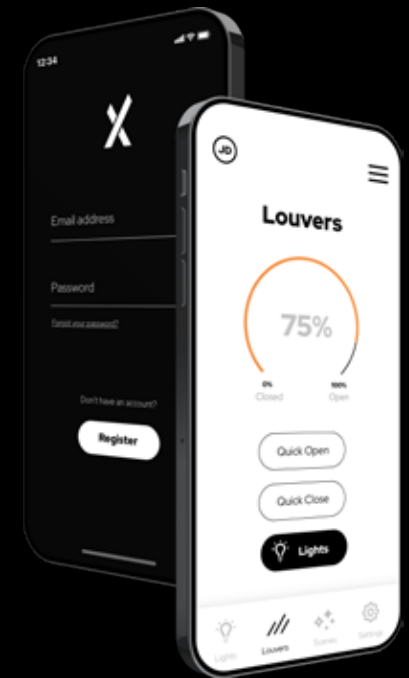 12:34
X
Email address
Password
Forgot your password?
Don't have an account?
Register
JD
Louvers
75%
0% 100%
Closed Open
Quick Open
Quick Close
Lights
Lights Louvers Scenes Settings